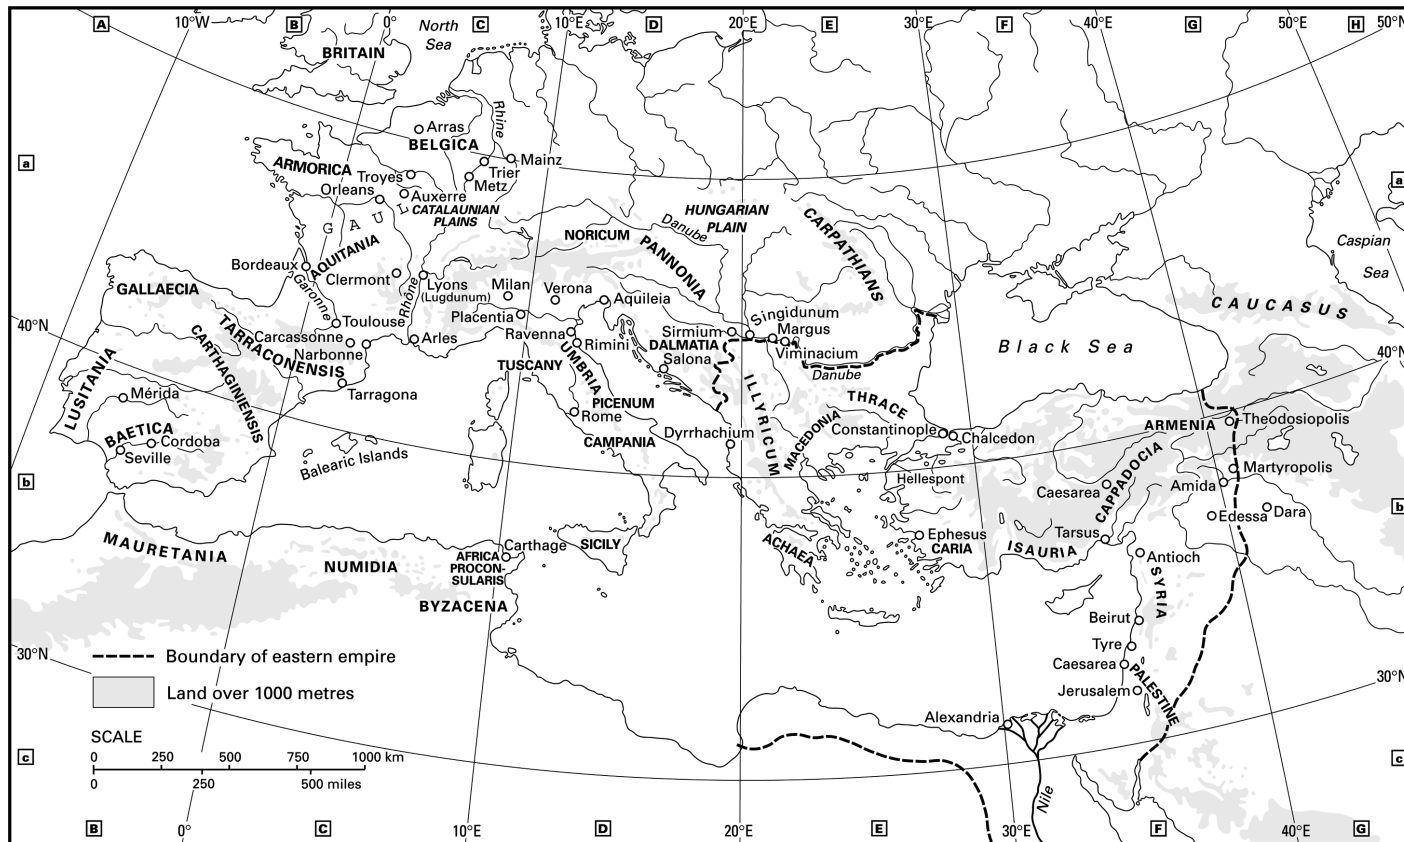 A
10°W
B
0°
North
Sea
C
10°E
D
20°E
E
30°E
F
40°E
G
50°E
H
50°N
BRITAIN
Rhine
Arras
BELGICA
a
ARMORICA
Mainz
Trier
Metz
Troyes
a
Orleans
Auxerre
CATALAUNIAN
PLAINS
GAUL
HUNGARIAN
PLAIN
Danube
CARPATHIANS
NORICUM
PANNONIA
Caspian
Sea
AQUITANIA
Bordeaux
Clermont
Garonne
Rhône
Lyons
(Lugdunum)
Milan
Verona
Aquileia
GALLAECIA
CAUCASUS
Placentia
Singidunum
40°N
TARRACONENSIS
Toulouse
Carcassonne
Narbonne
Arles
Ravenna
Rimini
Sirmium
Margus
DALMATIA
Viminacium
Salona
Danube
Black Sea
40°N
CARTHAGINIENSIS
LUSITANIA
TUSCANY
UMBRIA
Tarragona
Mérida
PICENUM
Rome
ILLYRICUM
THRACE
MACEDONIA
Constantinople
Chalcedon
ARMENIA
Theodosiopolis
BAETICA
Cordoba
Seville
Balearic Islands
CAMPANIA
Dyrrhachium
b
Hellespont
CAPPADOCIA
Caesarea
Martyropolis
Amida
b
Edessa
Dara
MAURETANIA
Carthage
SICILY
ACHAEA
Ephesus
CARIA
ISAURIA
Tarsus
Antioch
NUMIDIA
AFRICA
PROCON-
SULARIS
SYRIA
BYZACENA
Beirut
Tyre
30°N
Boundary of eastern empire
Caesarea
PALESTINE
30°N
Land over 1000 metres
Jerusalem
Alexandria
SCALE
c
0 250 500 750 1000 km
0 250 500 miles
c
Nile
B
0°
C
10°E
D
20°E
E
30°E
F
40°E
G